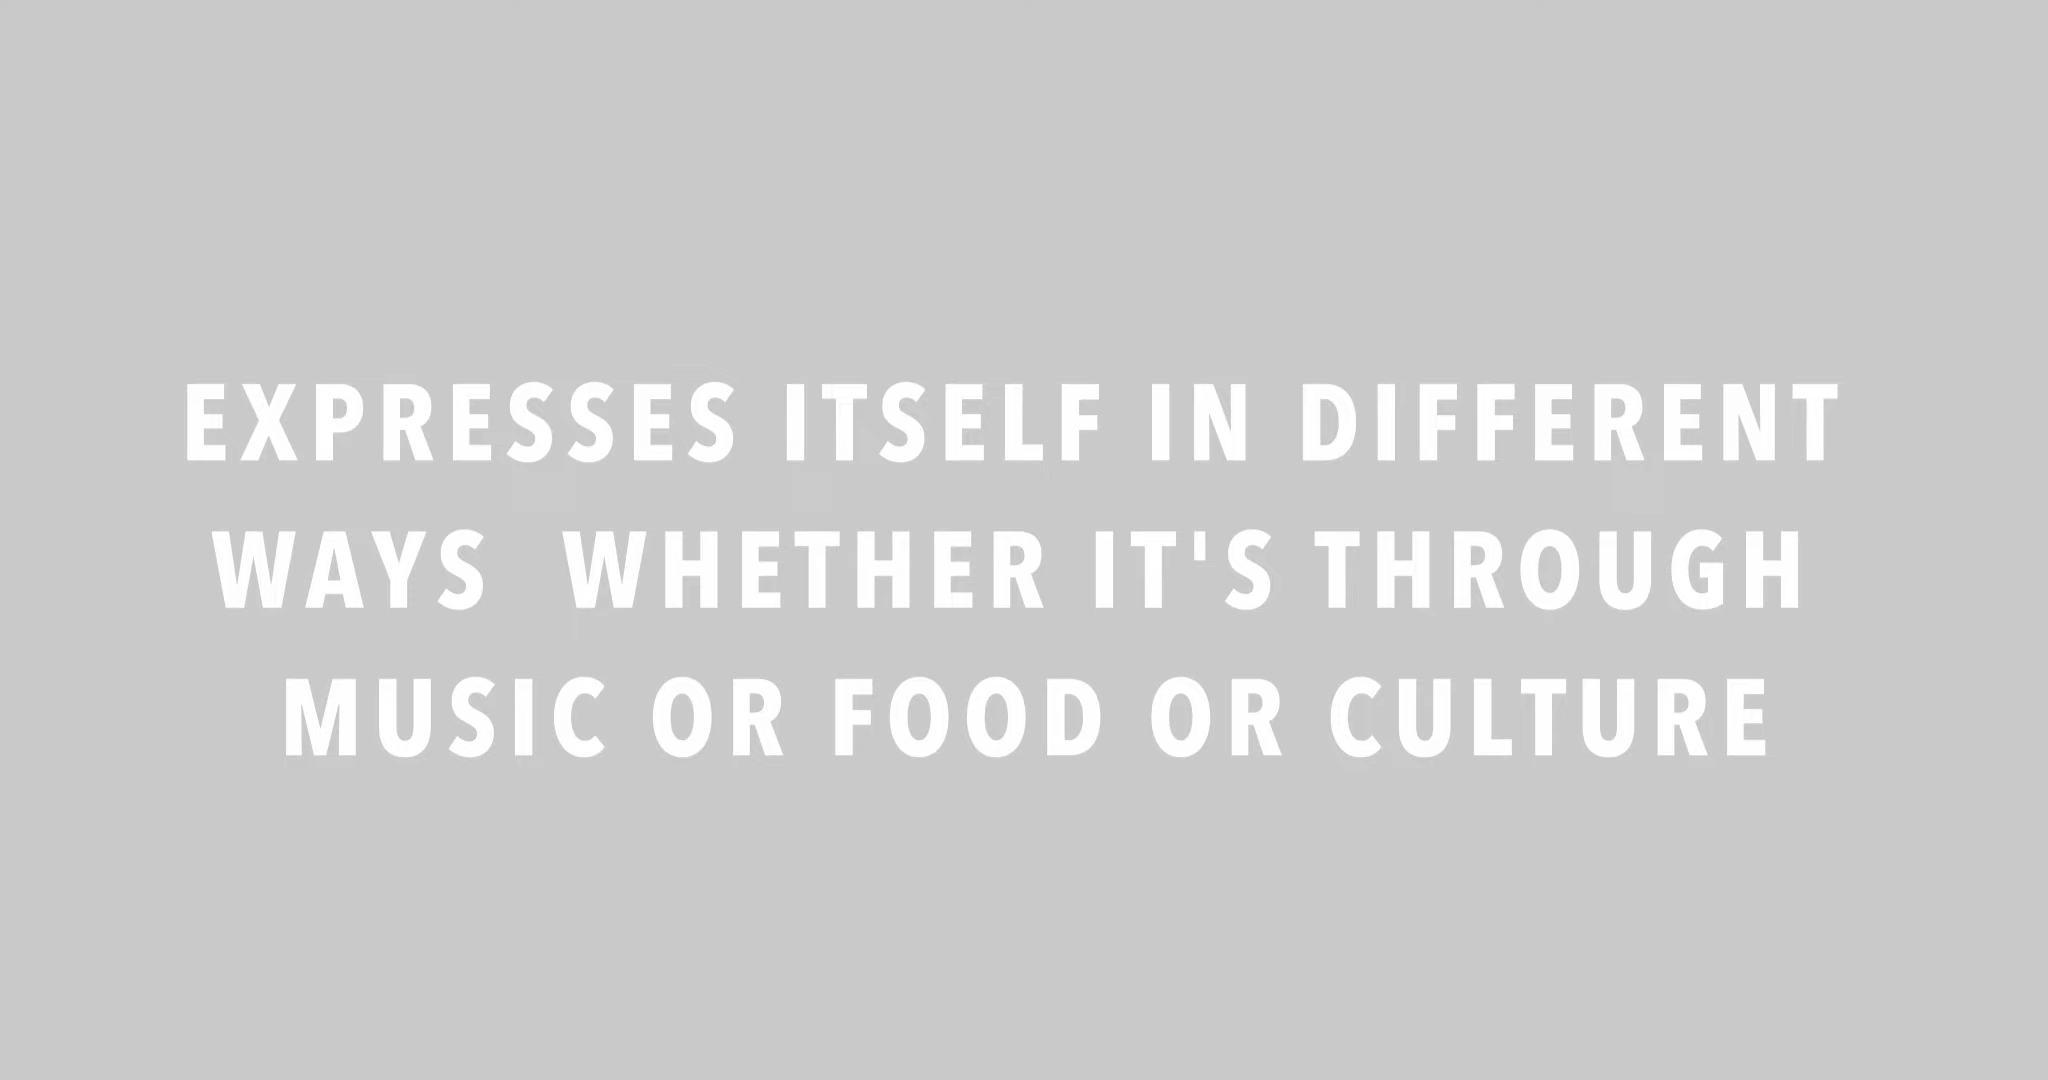 EXPRESSES ITSELF IN DIFFERENT
WAYS  WHETHER IT'S THROUGH
MUSIC OR FOOD OR CULTURE